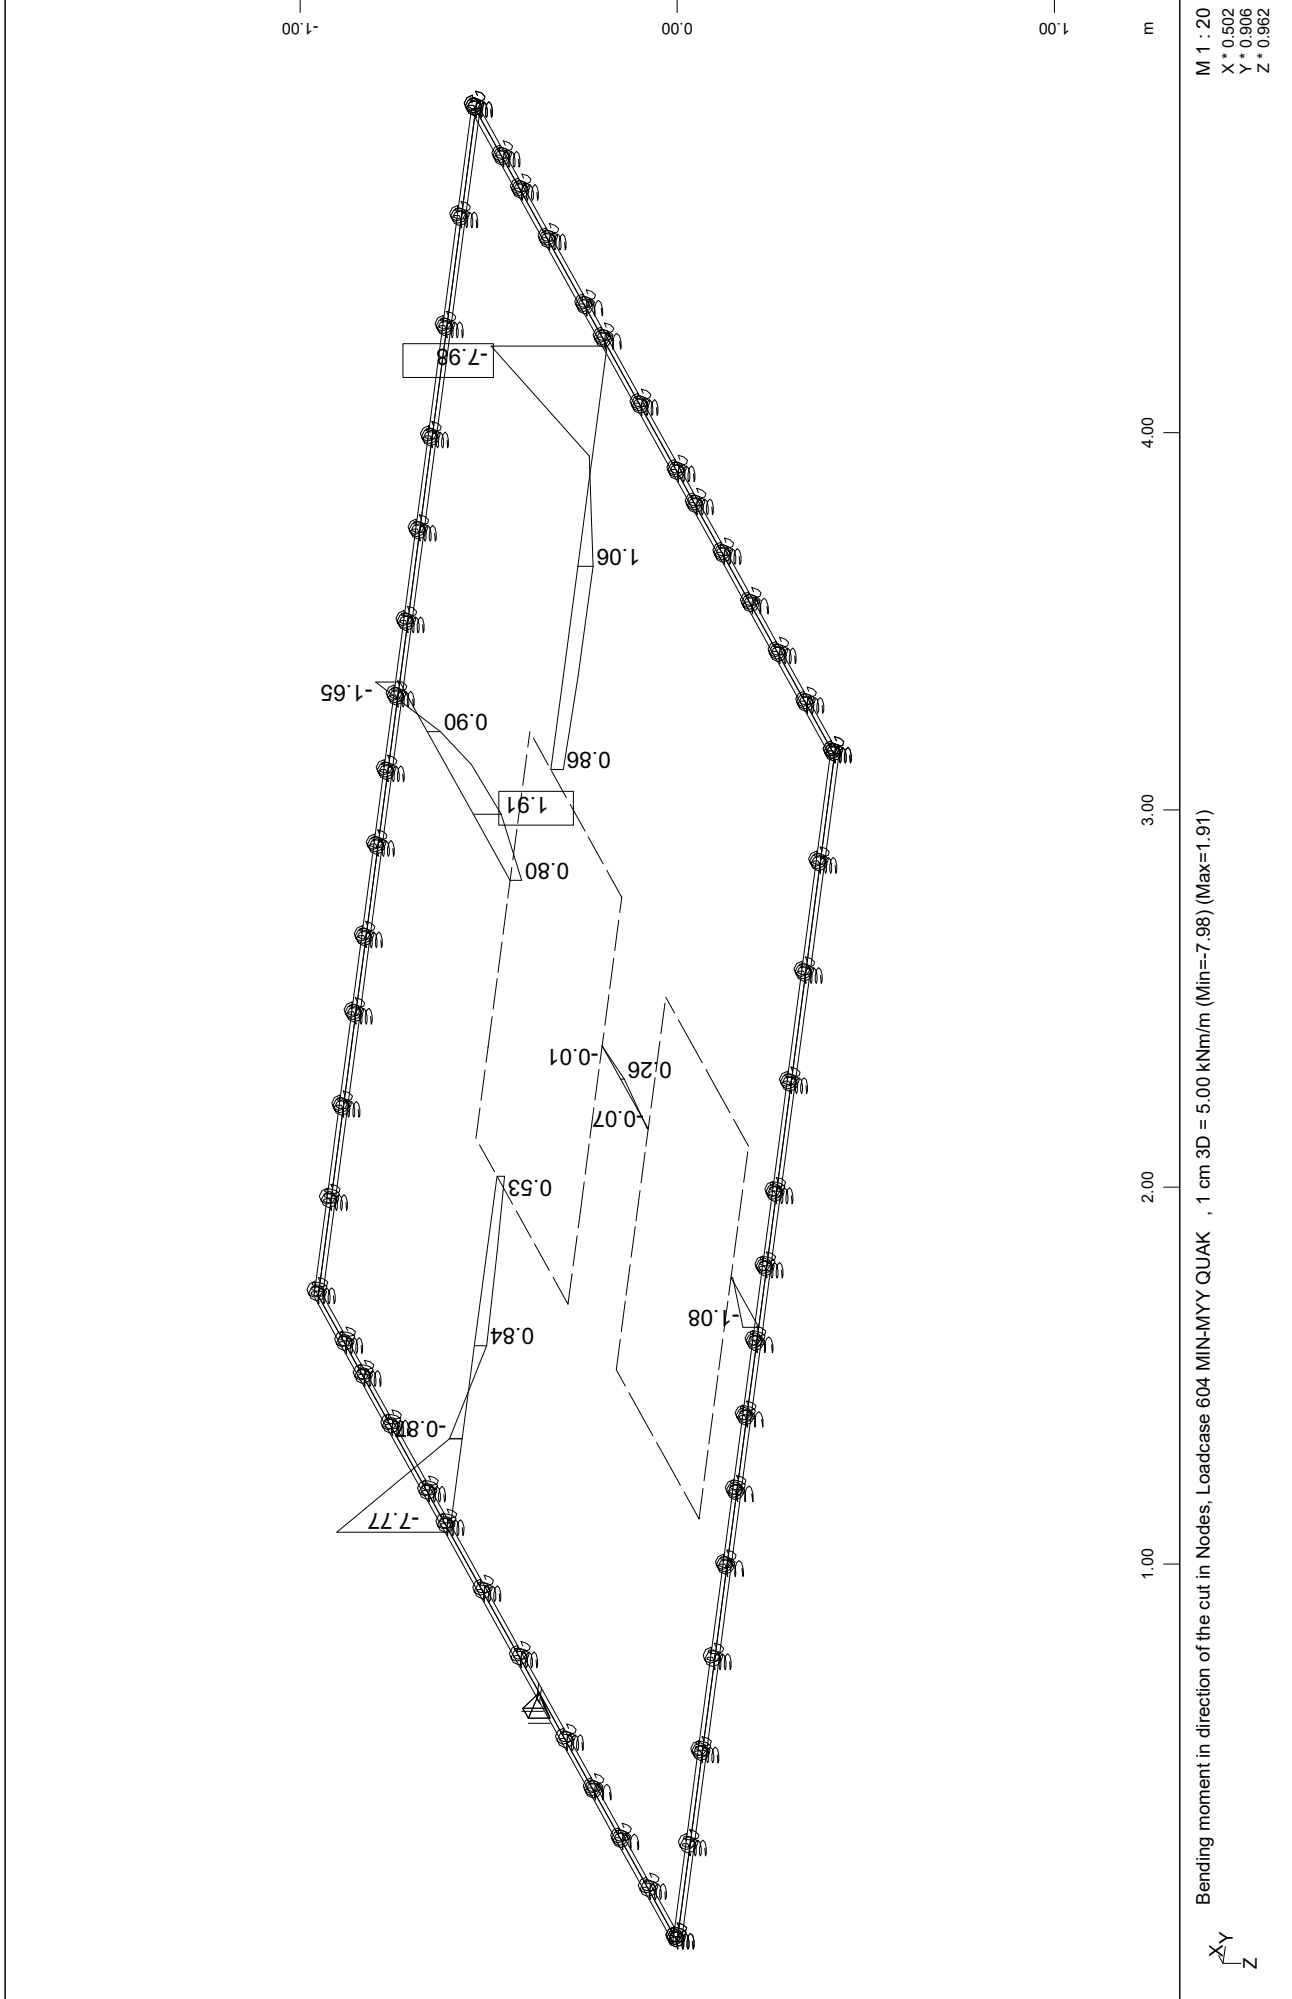 -1.00
0.00
1.00
m
M 1 : 20
X * 0.502
Y * 0.906
Z * 0.962
-7.98
4.00
1.06
-1.65
0.90
0.86
1.91
3.00
0.80
-0.01
0.26
-0.07
0.53
2.00
-1.08
0.84
-7.77
1.00
Bending moment in direction of the cut in Nodes, Loadcase 604 MIN-MYY QUAK , 1 cm 3D = 5.00 kNm/m (Min=-7.98) (Max=1.91)
X
Y
Z